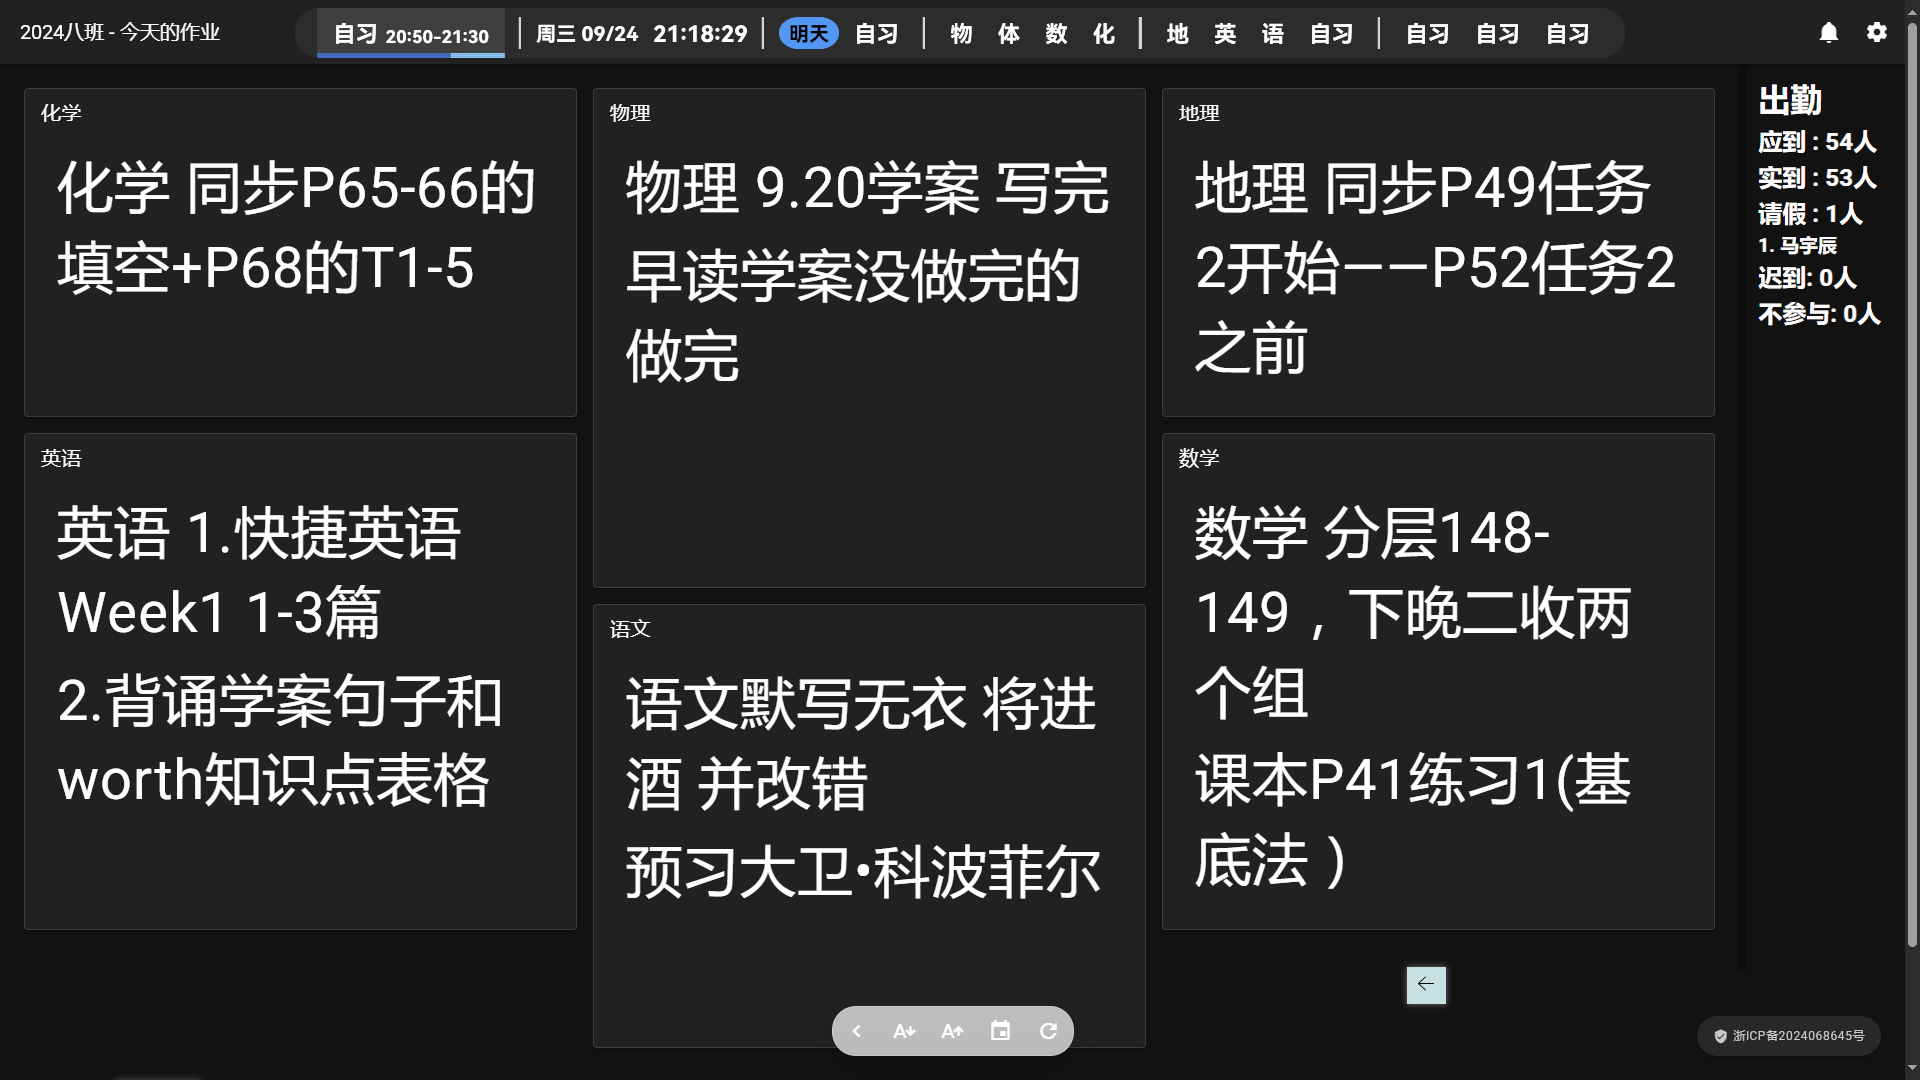 2024八班 - 今天的作业
自习 20:50-21:30 | 周三 09/24 21:18:29 | 明天 自习 | 物 体 数 化 | 地 英 语 自习 | 自习 自习 自习
化学
化学 同步P65-66的
填空+P68的T1-5
物理
物理 9.20学案 写完
早读学案没做完的
做完
地理
地理 同步P49任务
2开始——P52任务2
之前
英语
英语 1.快捷英语
Week1 1-3篇
2.背诵学案句子和
worth知识点表格
语文
语文默写无衣 将进
酒 并改错
预习大卫•科波菲尔
数学
数学 分层148-
149，下晚二收两
个组
课本P41练习1(基
底法）
出勤
应到 : 54人
实到 : 53人
请假 : 1人
1. 马宇辰
迟到: 0人
不参与: 0人
浙ICP备2024068645号